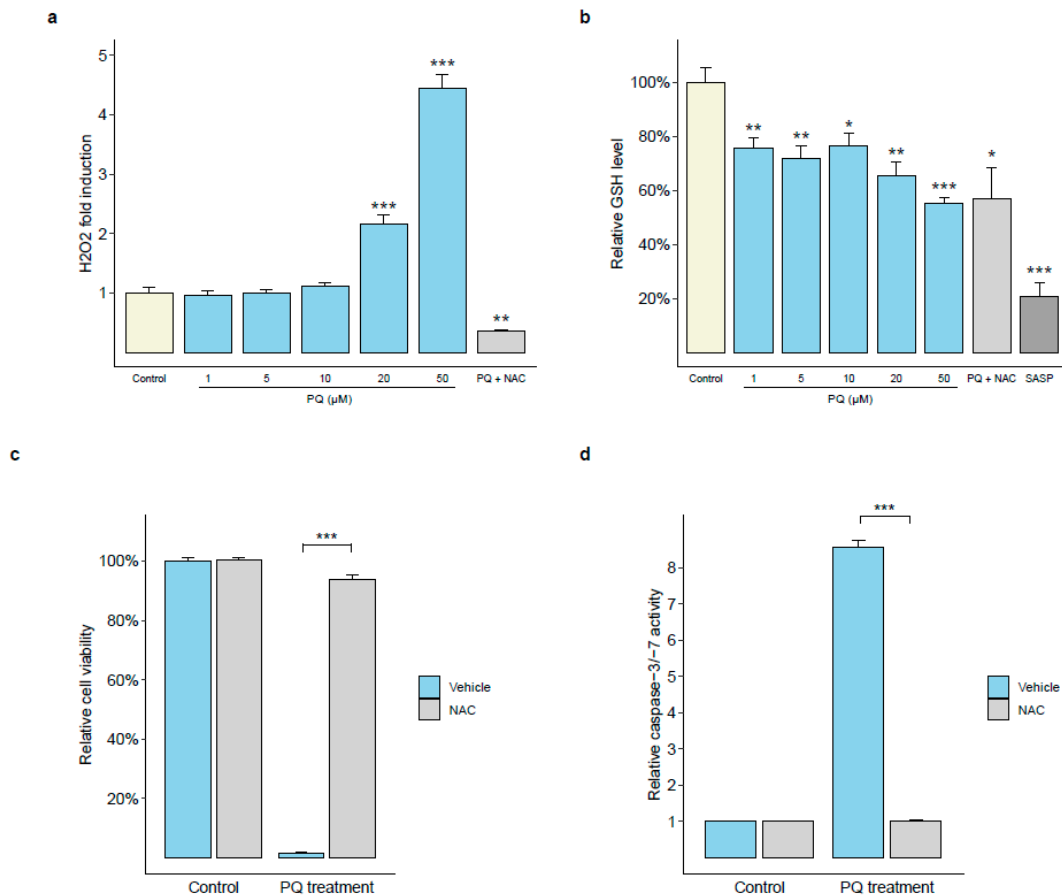 a
5
4
3
2
1
H2O2 fold induction
***
***
**
Control
1
5
10
20
50
PQ + NAC
PQ (µM)
b
100%
80%
60%
40%
20%
Relative GSH level
**
**
*
**
***
*
***
Control
1
5
10
20
50
PQ + NAC
SASP
PQ (µM)
c
100%
80%
60%
40%
20%
Relative cell viability
***
Control
PQ treatment
Vehicle
NAC
d
8
7
6
5
4
3
2
1
Relative caspase−3/−7 activity
***
Control
PQ treatment
Vehicle
NAC